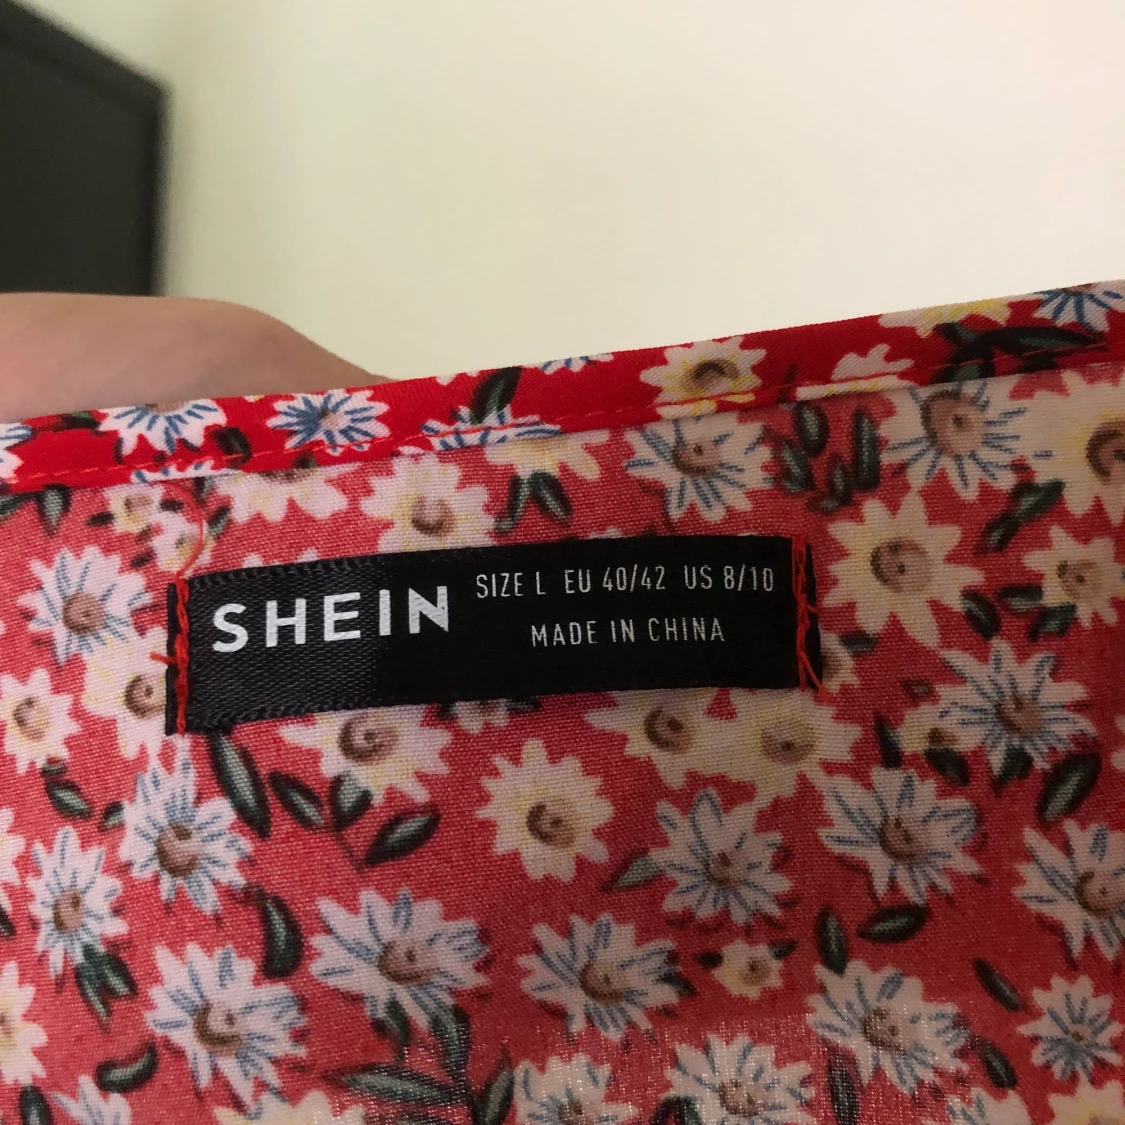 SHEIN
SIZE L EU 40/42 US 8/10
MADE IN CHINA